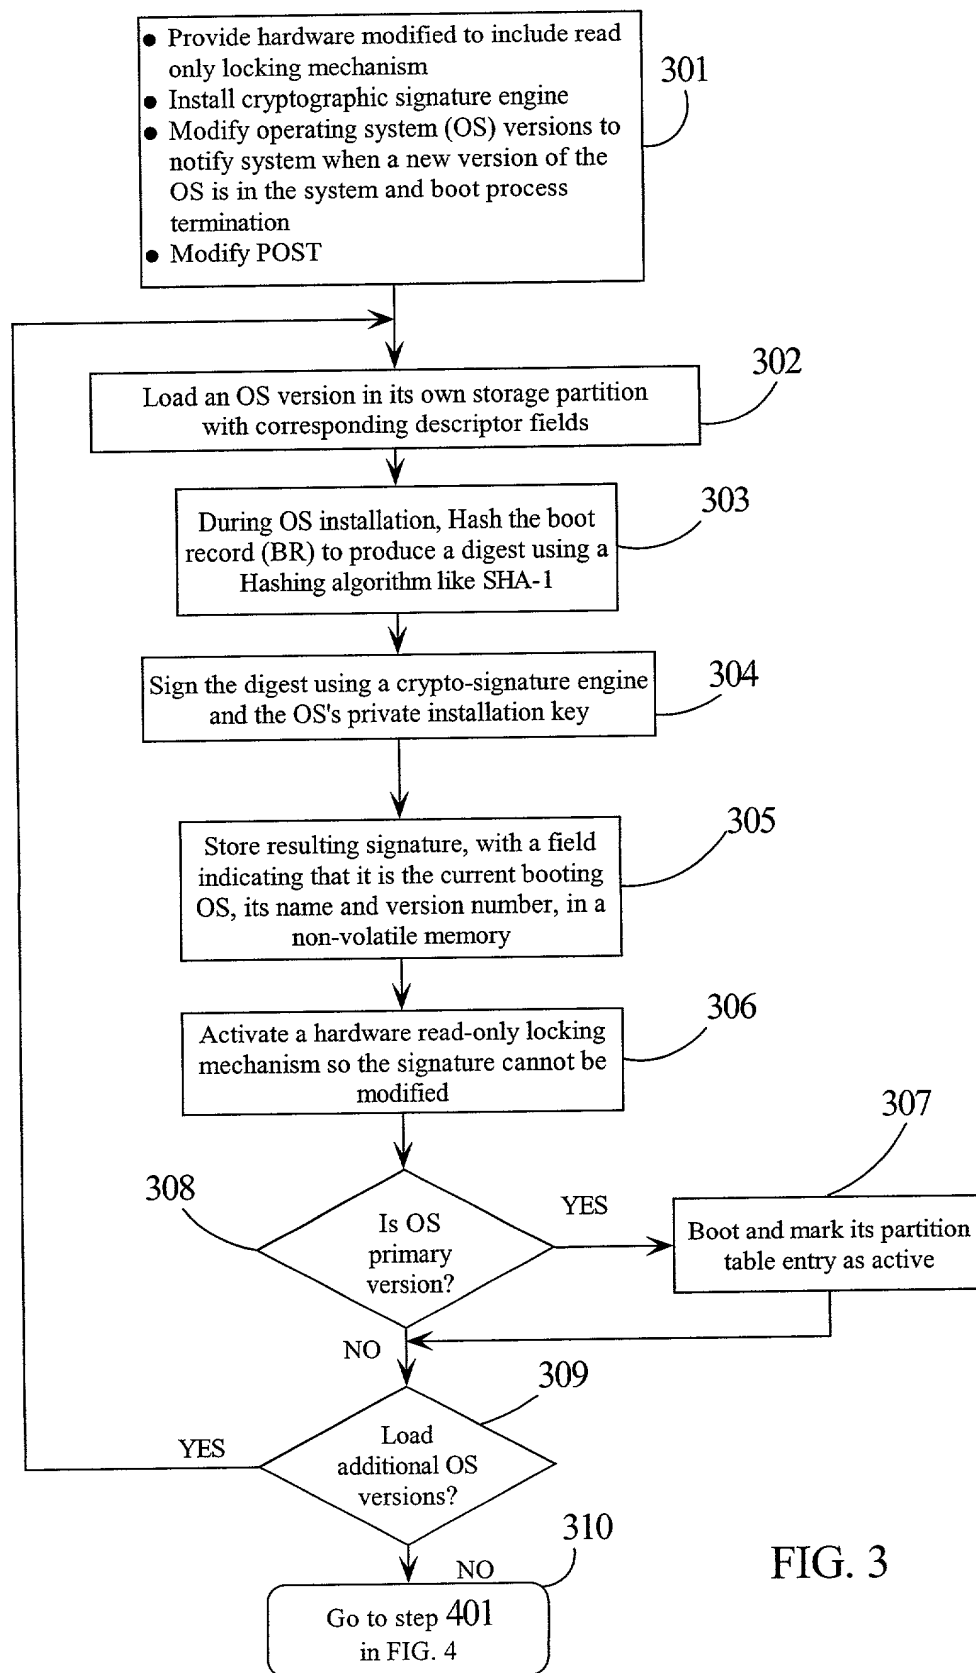 ● Provide hardware modified to include read
only locking mechanism
● Install cryptographic signature engine
● Modify operating system (OS) versions to
notify system when a new version of the
OS is in the system and boot process
termination
● Modify POST
301
Load an OS version in its own storage partition
with corresponding descriptor fields
302
During OS installation, Hash the boot
record (BR) to produce a digest using a
Hashing algorithm like SHA-1
303
Sign the digest using a crypto-signature engine
and the OS's private installation key
304
Store resulting signature, with a field
indicating that it is the current booting
OS, its name and version number, in a
non-volatile memory
305
Activate a hardware read-only locking
mechanism so the signature cannot be
modified
306
308
Is OS
primary
version?
YES
307
Boot and mark its partition
table entry as active
NO
309
YES
Load
additional OS
versions?
310
NO
Go to step 401
in FIG. 4
FIG. 3